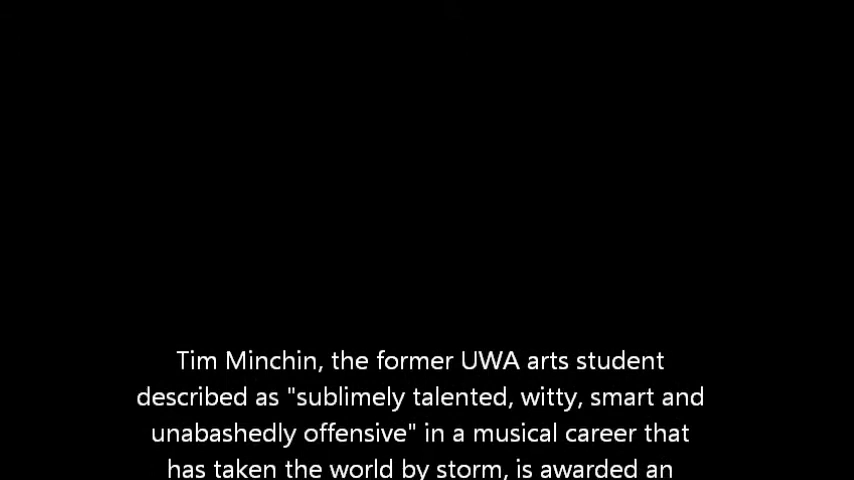 Tim Minchin, the former UWA arts student
described as "sublimely talented, witty, smart and
unabashedly offensive" in a musical career that
has taken the world by storm, is awarded an